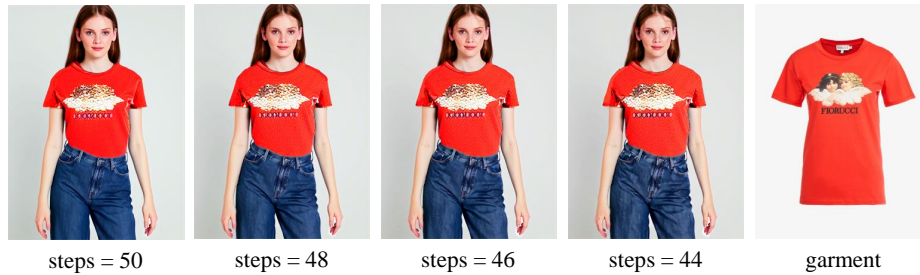 FIORUCCI
steps = 50
steps = 48
steps = 46
steps = 44
garment